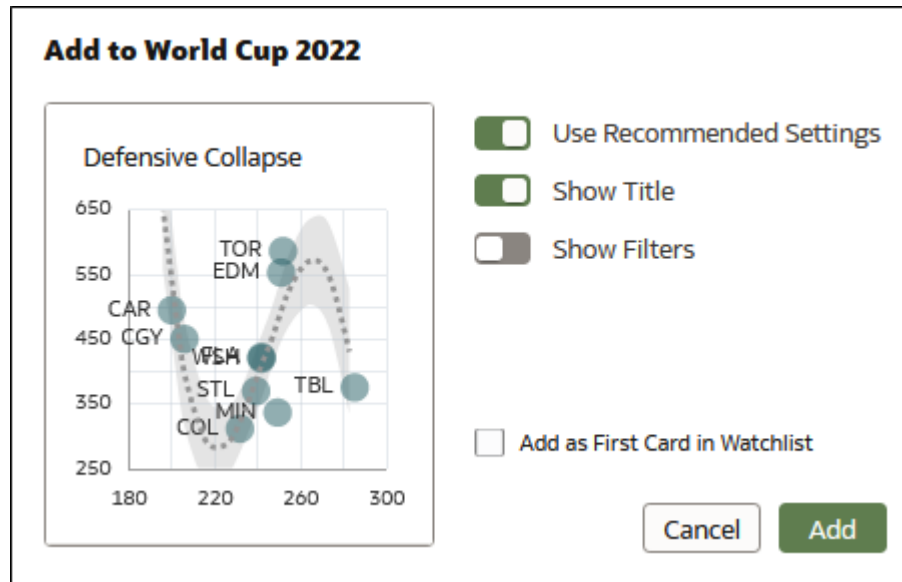 Add to World Cup 2022
Defensive Collapse
650
550
450
350
250
180 220 260 300
TOR
EDM
CAR
CGY
WSH
FLA
STL
TBL
MIN
COL
Use Recommended Settings
Show Title
Show Filters
Add as First Card in Watchlist
Cancel Add